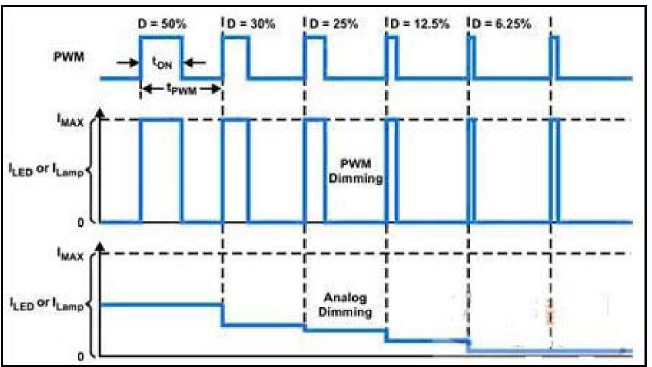 D = 50% D = 30% D = 25% D = 12.5% D = 6.25%
PWM
tON
tPWM
IMAX
ILED or ILamp
PWM
Dimming
0
IMAX
ILED or ILamp
Analog
Dimming
0